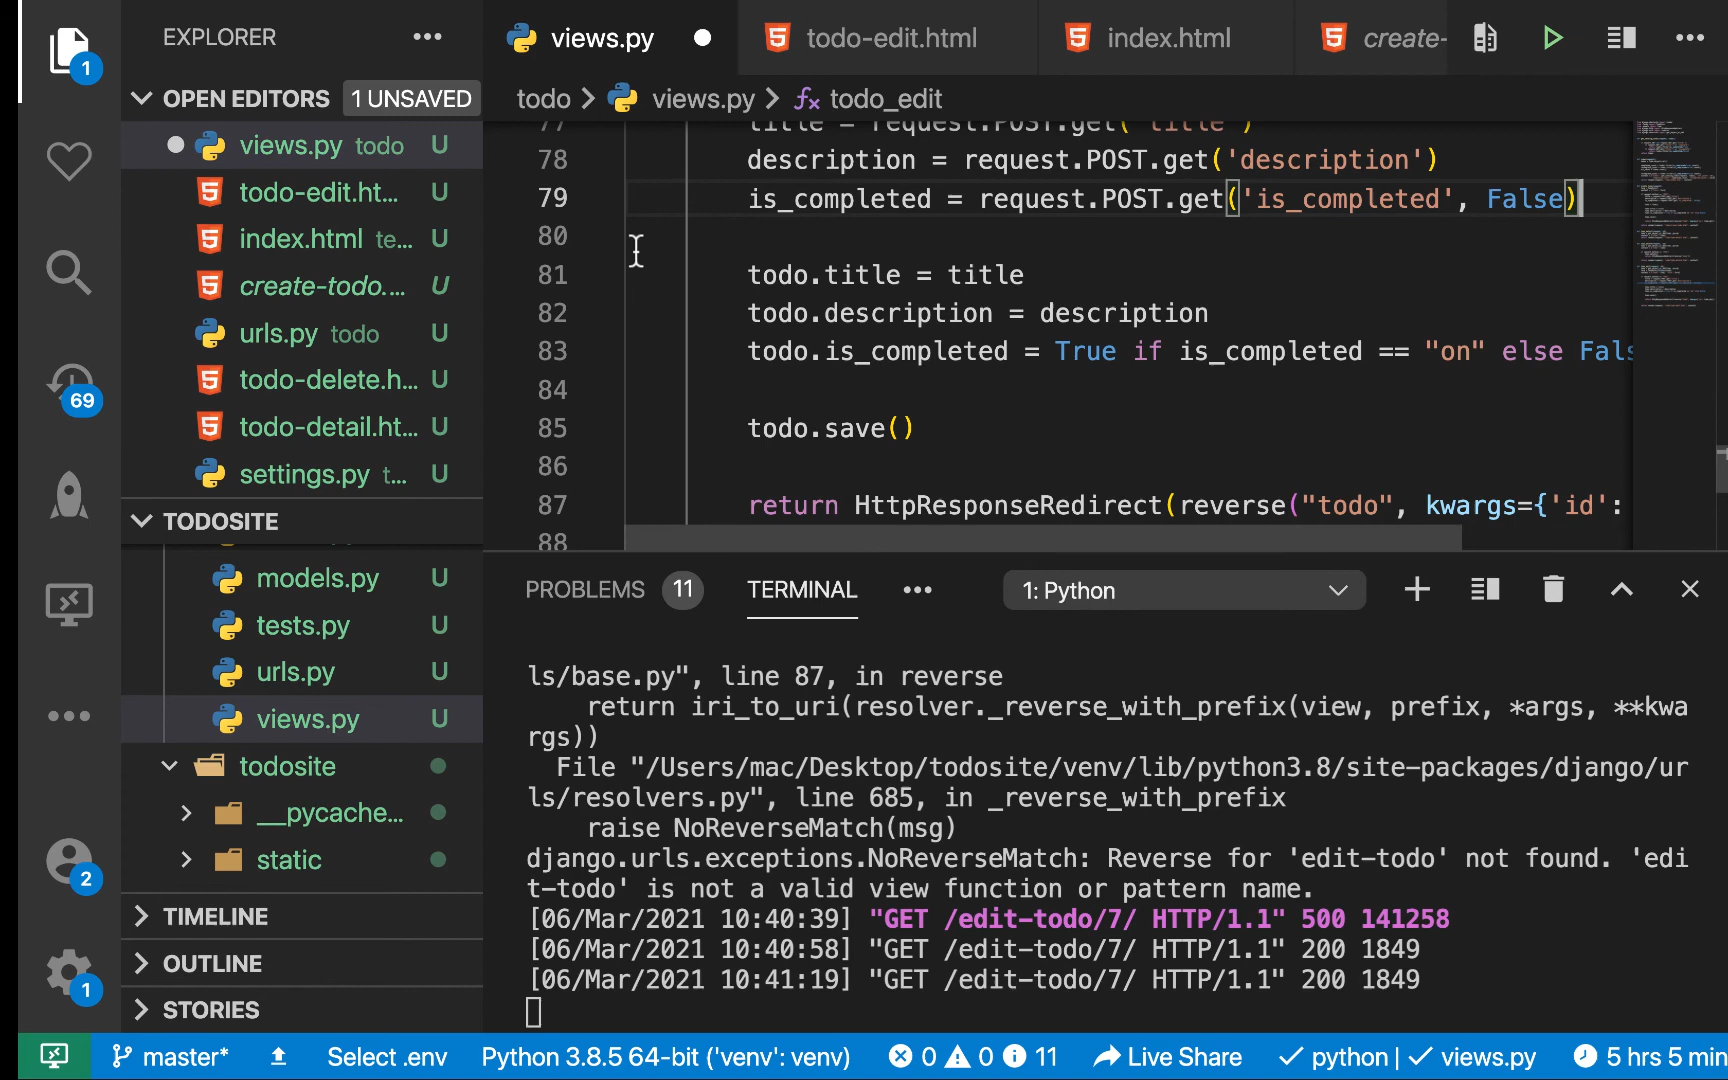 1
EXPLORER
views.py
todo-edit.html
index.html
create-
OPEN EDITORS
1 UNSAVED
todo
views.py
todo_edit
views.py todo U
todo-edit.ht... U
index.html te... U
create-todo.... U
urls.py todo U
todo-delete.h... U
todo-detail.ht... U
settings.py t... U
69
77 title = request.POST.get('title')
78 description = request.POST.get('description')
79 is_completed = request.POST.get('is_completed', False)
80
81 todo.title = title
82 todo.description = description
83 todo.is_completed = True if is_completed == "on" else Fals
84
85 todo.save()
86
87 return HttpResponseRedirect(reverse("todo", kwargs={'id':
88
TODOSITE
models.py U
tests.py U
urls.py U
views.py U
todosite
__pycache...
static
TIMELINE
OUTLINE
STORIES
2
1
PROBLEMS 11 TERMINAL
1: Python
ls/base.py", line 87, in reverse
return iri_to_uri(resolver._reverse_with_prefix(view, prefix, *args, **kwa
rgs))
File "/Users/mac/Desktop/todosite/venv/lib/python3.8/site-packages/django/ur
ls/resolvers.py", line 685, in _reverse_with_prefix
raise NoReverseMatch(msg)
django.urls.exceptions.NoReverseMatch: Reverse for 'edit-todo' not found. 'edi
t-todo' is not a valid view function or pattern name.
[06/Mar/2021 10:40:39] "GET /edit-todo/7/ HTTP/1.1" 500 141258
[06/Mar/2021 10:40:58] "GET /edit-todo/7/ HTTP/1.1" 200 1849
[06/Mar/2021 10:41:19] "GET /edit-todo/7/ HTTP/1.1" 200 1849
master*
Select .env
Python 3.8.5 64-bit ('venv': venv)
0 0 11
Live Share
python | views.py
5 hrs 5 min